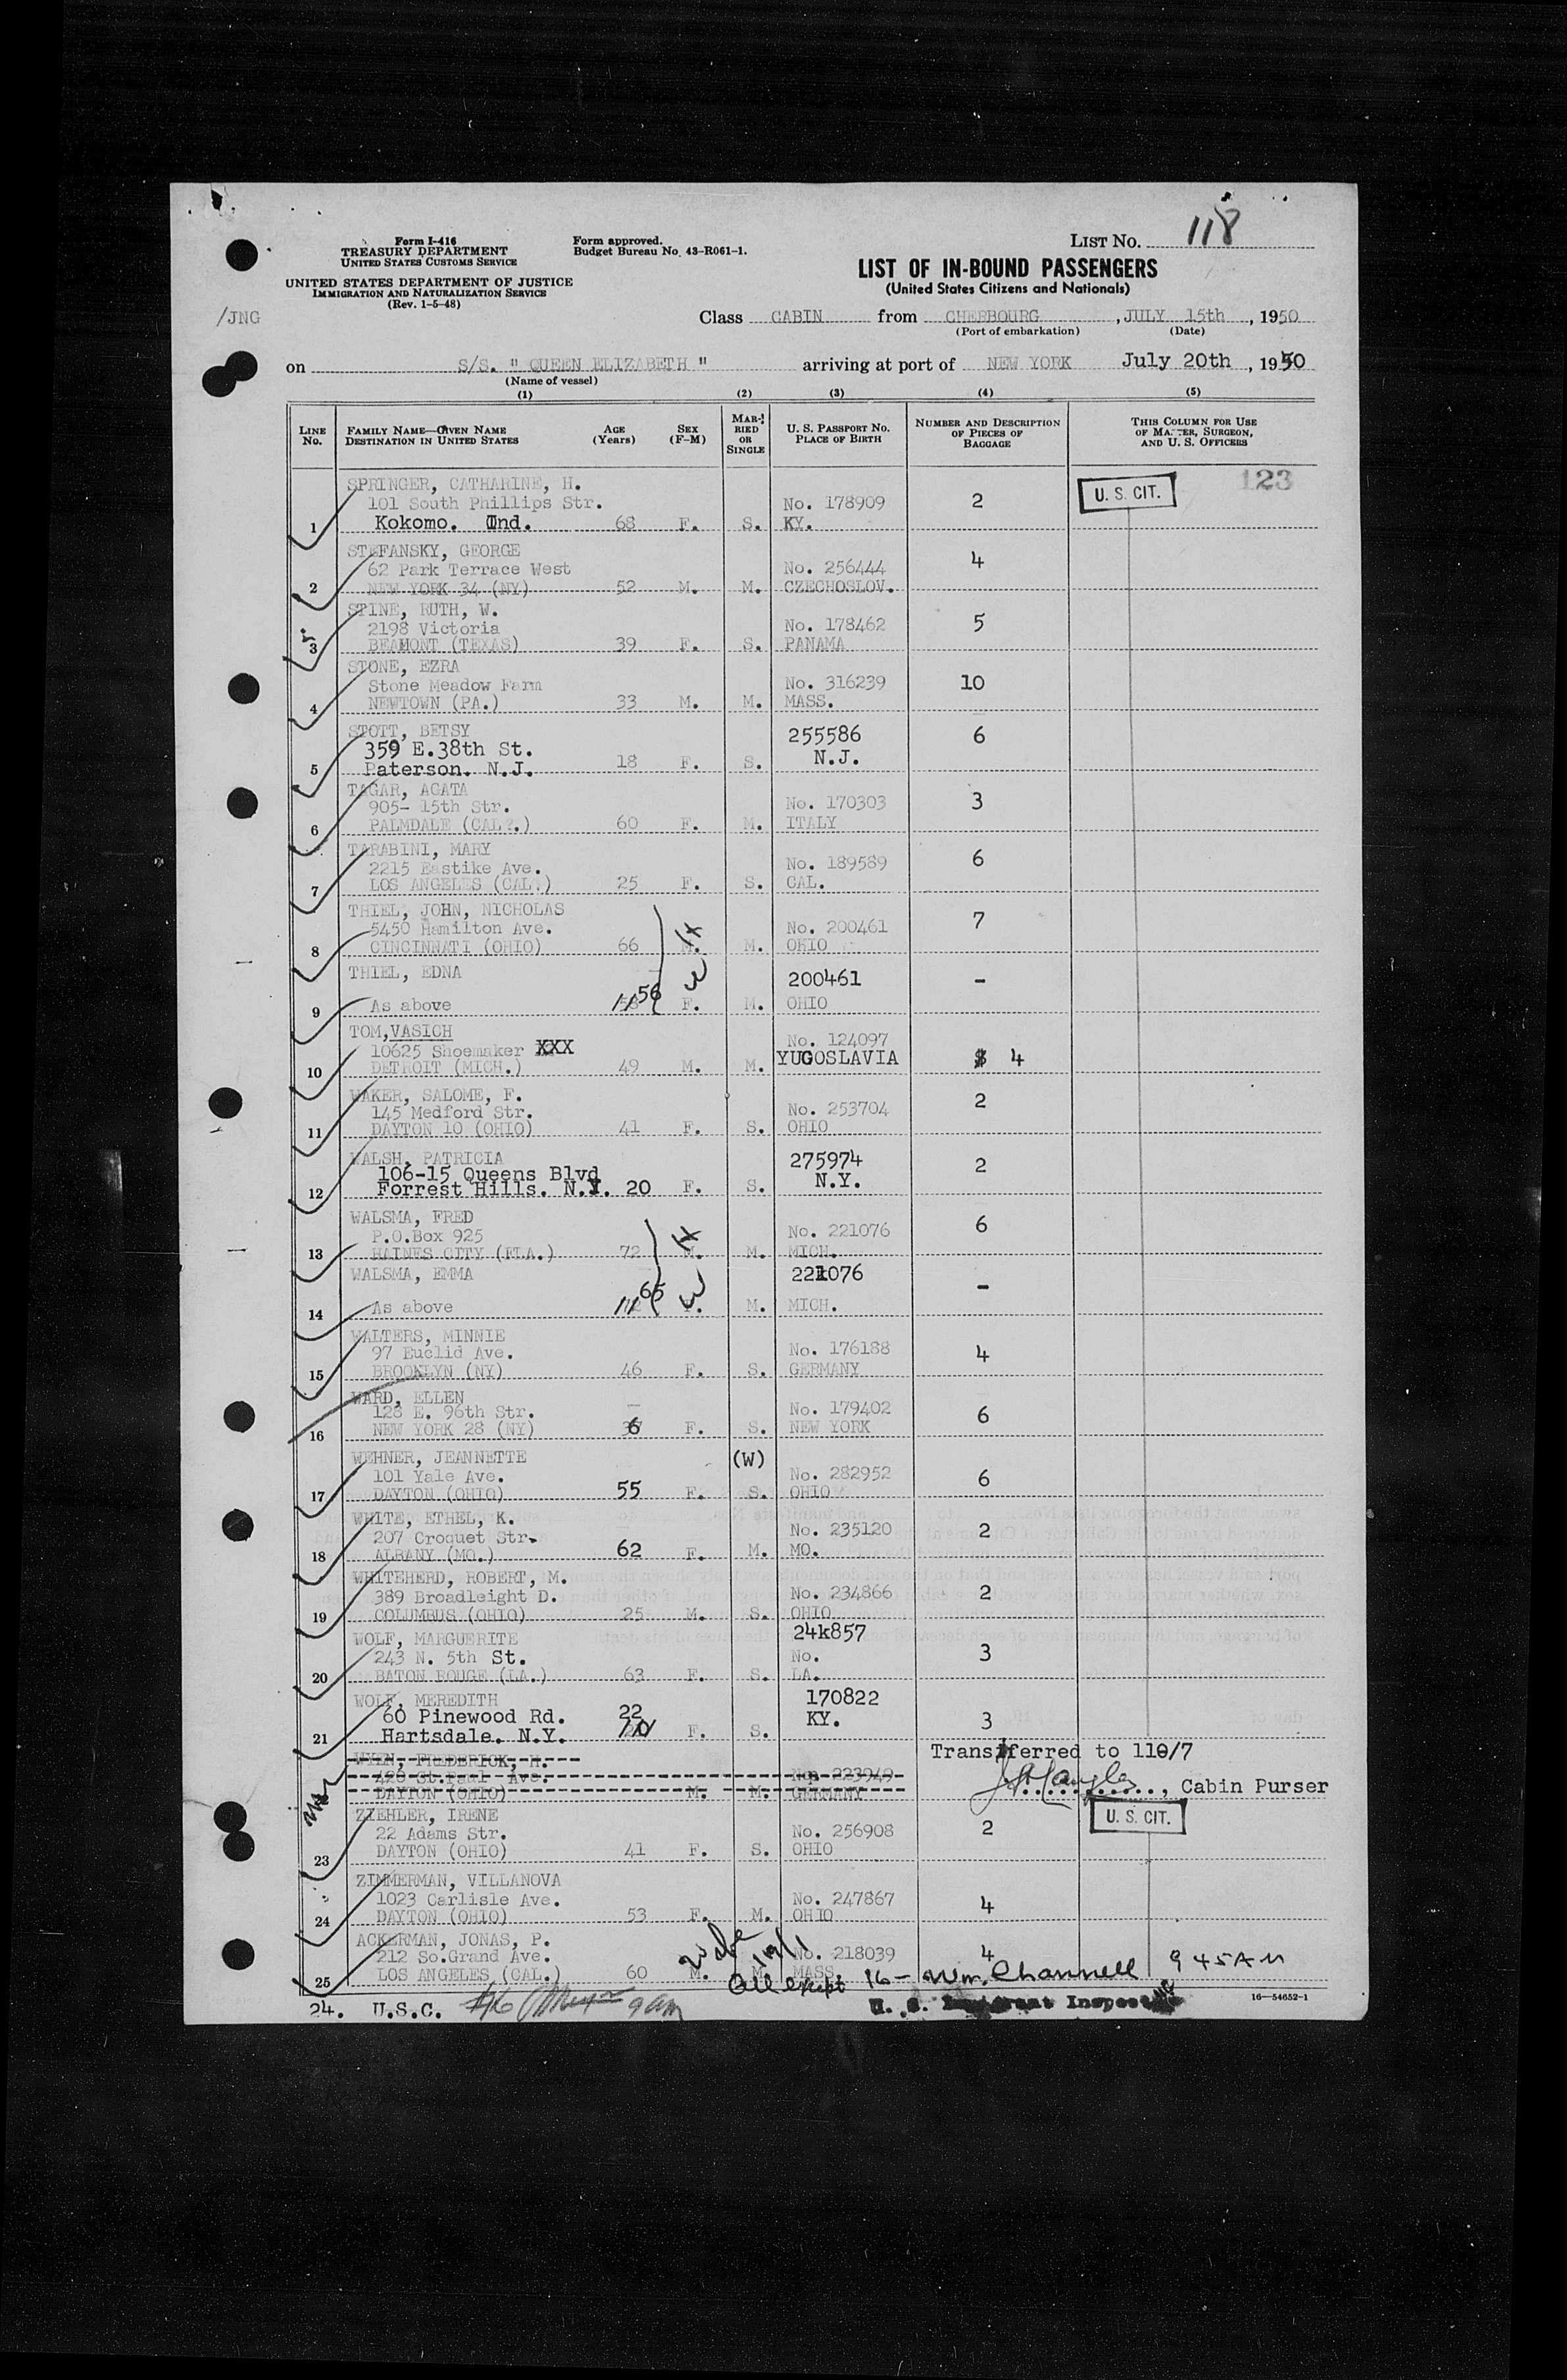 Form I-416
TREASURY DEPARTMENT
UNITED STATES CUSTOMS SERVICE
UNITED STATES DEPARTMENT OF JUSTICE
IMMIGRATION AND NATURALIZATION SERVICE
(Rev. 1-5-48)
Form approved.
Budget Bureau No. 43-R061-1.
LIST NO. 118
LIST OF IN-BOUND PASSENGERS
(United States Citizens and Nationals)
/JNG
Class CABIN from CHERBOURG , JULY 15th , 1950
(Port of embarkation) (Date)
on S/S. " QUEEN ELIZABETH " arriving at port of NEW YORK July 20th , 1950
(Name of vessel)
(1) (2) (3) (4) (5)
LINE No. FAMILY NAME—GIVEN NAME DESTINATION IN UNITED STATES AGE (Years) SEX (F-M) MARRIED OR SINGLE U. S. PASSPORT No. PLACE OF BIRTH NUMBER AND DESCRIPTION OF PIECES OF BAGGAGE THIS COLUMN FOR USE OF MASTER, SURGEON, AND U. S. OFFICERS
123
SPRINGER, CATHARINE, H.
101 South Phillips Str. No. 178909 2 U. S. CIT.
1 Kokomo. Ind. 68 F. S. KY.
STEFANSKY, GEORGE
62 Park Terrace West No. 256444 4
2 NEW YORK 34 (NY) 52 M. M. CZECHOSLOV.
STINE, RUTH, W.
2198 Victoria No. 178462 5
3 BEAMONT (TEXAS) 39 F. S. PANAMA
STONE, EZRA
Stone Meadow Farm No. 316239 10
4 NEWTOWN (PA.) 33 M. M. MASS.
STOTT, BETSY 255586 6
359 E.38th St. N.J.
5 Paterson. N.J. 18 F. S.
TAGAR, AGATA
905- 15th Str. No. 170303 3
6 PALMDALE (CAL.) 60 F. M. ITALY
TARABINI, MARY
2215 Eastike Ave. No. 189589 6
7 LOS ANGELES (CAL.) 25 F. S. CAL.
THIEL, JOHN, NICHOLAS
5450 Hamilton Ave. No. 200461 7
8 CINCINNATI (OHIO) 66 M. H M. OHIO
THIEL, EDNA 200461 -
9 As above 56 F. W M. OHIO
TOM, VASICH No. 124097
10625 Shoemaker XXX YUGOSLAVIA 4
10 DETROIT (MICH.) 49 M. M.
WAKER, SALOME, F.
145 Medford Str. No. 253704 2
11 DAYTON 10 (OHIO) 41 F. S. OHIO
WALSH, PATRICIA 275974 2
106-15 Queens Blvd N.Y.
12 Forrest Hills. N.Y. 20 F. S.
WALSMA, FRED
P.O.Box 925 No. 221076 6
13 HAINES CITY (FLA.) 72 M. H M. MICH.
WALSMA, EMMA 221076 -
14 As above 65 F. W M. MICH.
WALTERS, MINNIE
97 Euclid Ave. No. 176188 4
15 BROOKLYN (NY) 46 F. S. GERMANY
WARD, ELLEN
128 E. 96th Str. No. 179402 6
16 NEW YORK 28 (NY) 36 F. S. NEW YORK
WEHNER, JEANNETTE (W)
101 Yale Ave. No. 282952 6
17 DAYTON (OHIO) 55 F. S. OHIO
WHITE, ETHEL, K.
207 Croquet Str. No. 235120 2
18 ALBANY (MO.) 62 F. M. MO.
WHITEHERD, ROBERT, M.
389 Broadleight D. No. 234866 2
19 COLUMBUS (OHIO) 25 M. S. OHIO
WOLF, MARGUERITE 24k857
243 N. 5th St. No. 3
20 BATON ROUGE (LA.) 63 F. S. LA.
WOLF, MEREDITH 170822
60 Pinewood Rd. 22 KY. 3
21 Hartsdale. N.Y. F. S.
WYEN, FREDERICK, H. Transferred to 110/7
428 St.Paul Ave. No. 223949 , Cabin Purser
DAYTON (OHIO) M. M. GERMANY
ZIEHLER, IRENE U. S. CIT.
22 Adams Str. No. 256908 2
23 DAYTON (OHIO) 41 F. S. OHIO
ZIMMERMAN, VILLANOVA
1023 Carlisle Ave. No. 247867 4
24 DAYTON (OHIO) 53 F. M. OHIO
ACKERMAN, JONAS, P.
212 So.Grand Ave. No. 218039 4
25 LOS ANGELES (CAL.) 60 M. M. MASS.
All except 16 - Wm. Channell 9 45 AM
24. U.S.C. 9 am U. S. Immigrant Inspector
16—54652-1